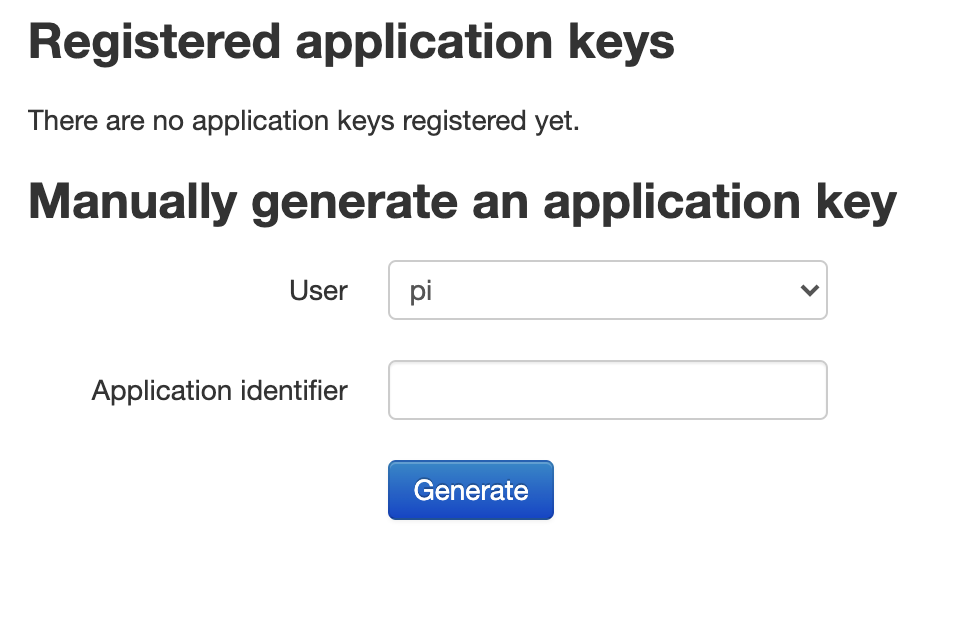 Registered application keys
There are no application keys registered yet.
Manually generate an application key
User
pi
Application identifier
Generate